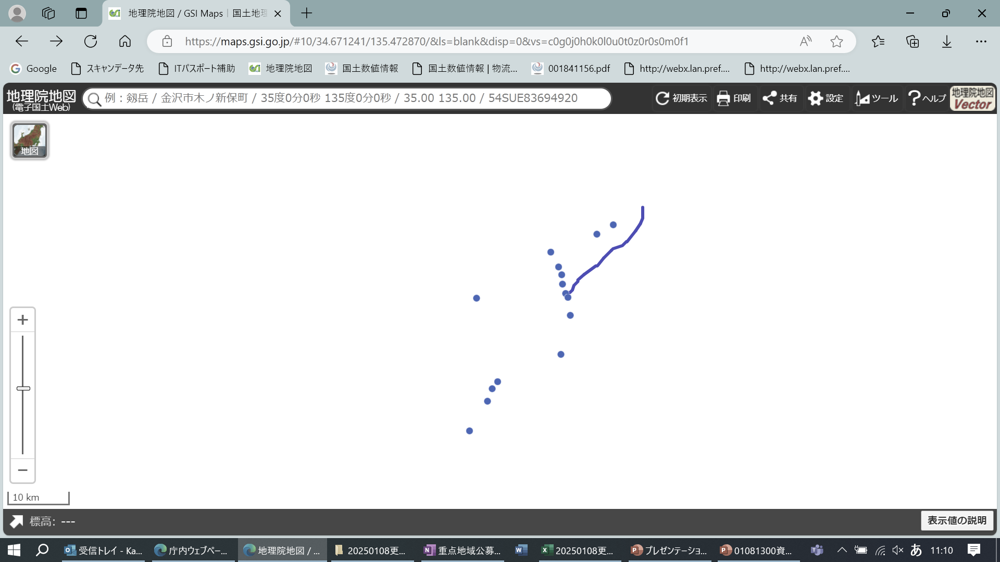 地理院地図 / GSI Maps｜国土地理
https://maps.gsi.go.jp/#10/34.671241/135.472870/&ls=blank&disp=0&vs=c0g0j0h0k0l0u0t0z0r0s0m0f1
Google スキャンデータ先 ITパスポート補助 地理院地図 国土数値情報 国土数値情報 | 物流... 001841156.pdf http://webx.lan.pref.... http://webx.lan.pref....
地理院地図
(電子国土Web)
例：剱岳 / 金沢市木ノ新保町 / 35度0分0秒 135度0分0秒 / 35.00 135.00 / 54SUE83694920
初期表示 印刷 共有 設定 ツール ヘルプ
地理院地図
Vector
地図
10 km
標高: ---
表示値の説明
受信トレイ - Ka... 庁内ウェブペー... 地理院地図 / ... 20250108更... 重点地域公募... 20250108更... プレゼンテーショ... 01081300資... あ 11:10